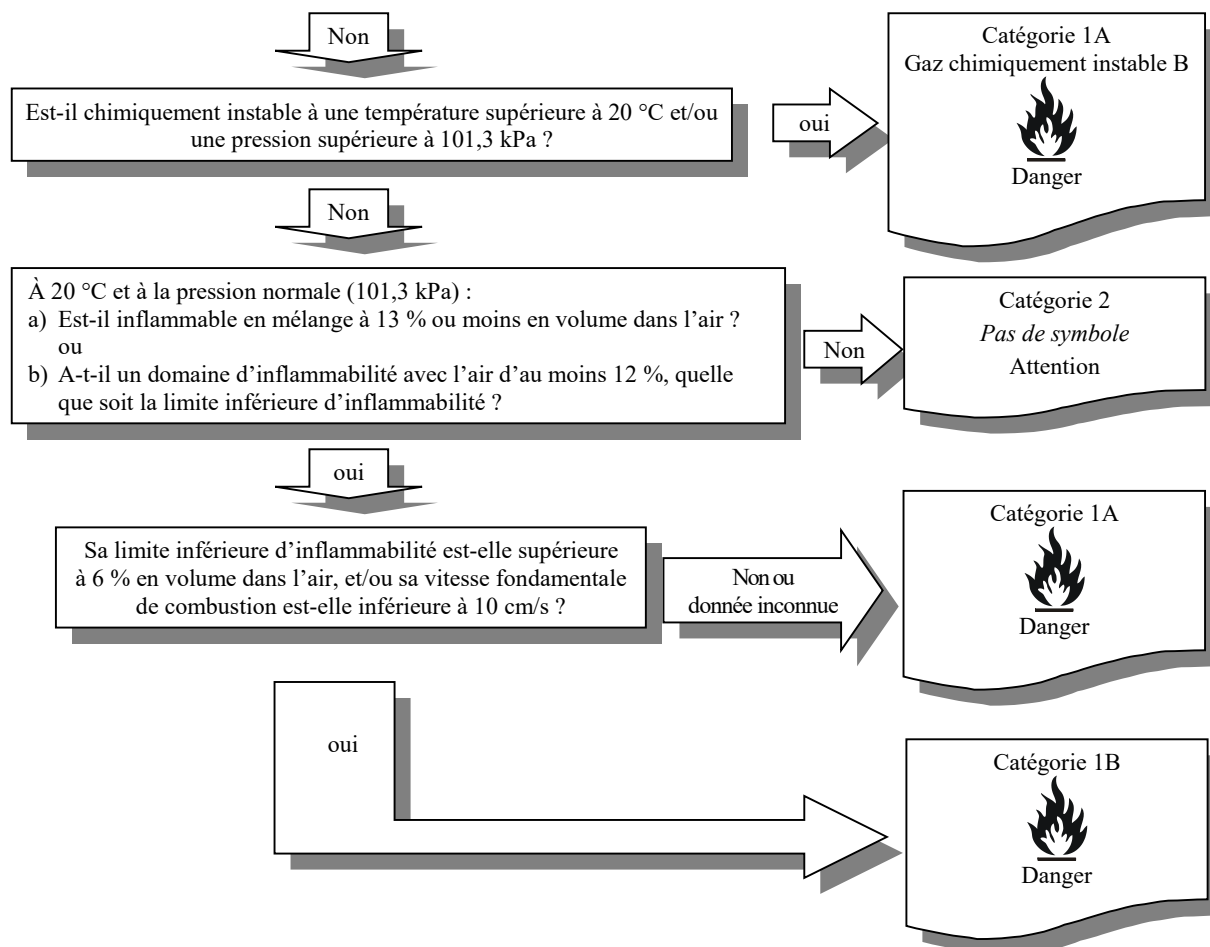 Non
Est-il chimiquement instable à une température supérieure à 20 °C et/ou
une pression supérieure à 101,3 kPa ?
oui
Catégorie 1A
Gaz chimiquement instable B
Danger
Non
À 20 °C et à la pression normale (101,3 kPa) :
a) Est-il inflammable en mélange à 13 % ou moins en volume dans l’air ?
ou
b) A-t-il un domaine d’inflammabilité avec l’air d’au moins 12 %, quelle
que soit la limite inférieure d’inflammabilité ?
Non
Catégorie 2
Pas de symbole
Attention
oui
Sa limite inférieure d’inflammabilité est-elle supérieure
à 6 % en volume dans l’air, et/ou sa vitesse fondamentale
de combustion est-elle inférieure à 10 cm/s ?
Non ou
donnée inconnue
Catégorie 1A
Danger
oui
Catégorie 1B
Danger